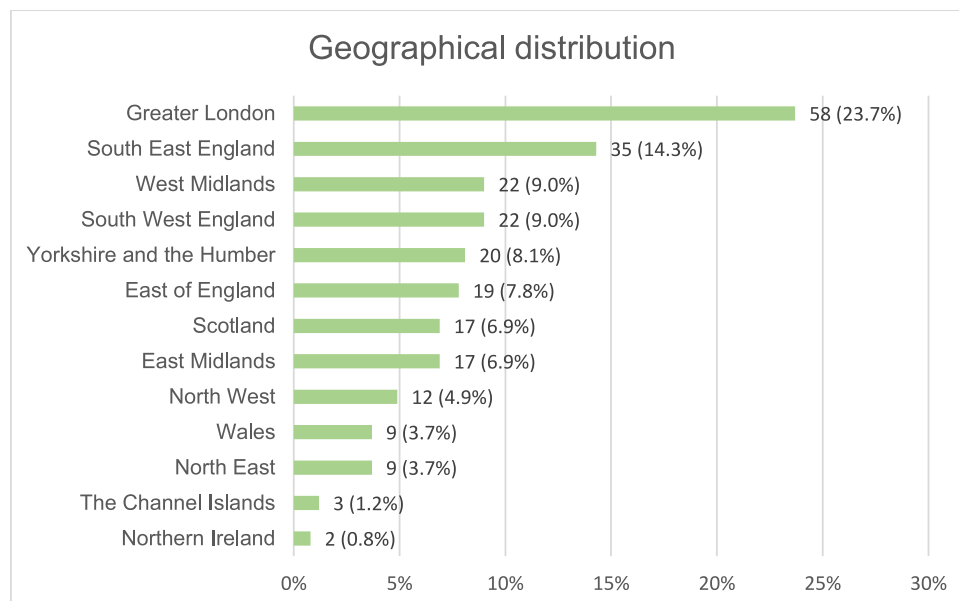 Geographical distribution
Greater London 58 (23.7%)
South East England 35 (14.3%)
West Midlands 22 (9.0%)
South West England 22 (9.0%)
Yorkshire and the Humber 20 (8.1%)
East of England 19 (7.8%)
Scotland 17 (6.9%)
East Midlands 17 (6.9%)
North West 12 (4.9%)
Wales 9 (3.7%)
North East 9 (3.7%)
The Channel Islands 3 (1.2%)
Northern Ireland 2 (0.8%)
0% 5% 10% 15% 20% 25% 30%